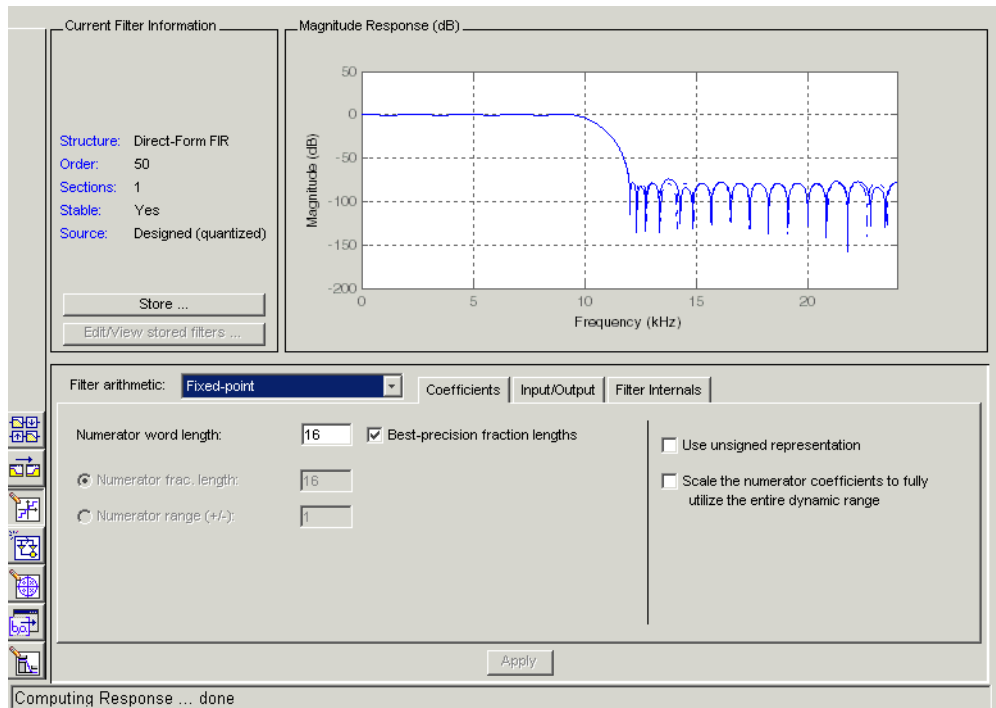 Current Filter Information
Structure: Direct-Form FIR
Order: 50
Sections: 1
Stable: Yes
Source: Designed (quantized)
Store ...
Edit/View stored filters ...
Magnitude Response (dB)
Magnitude (dB)
50
0
-50
-100
-150
-200
0 5 10 15 20
Frequency (kHz)
Filter arithmetic: Fixed-point
Coefficients Input/Output Filter Internals
Numerator word length: 16 Best-precision fraction lengths
Numerator frac. length: 16
Numerator range (+/-): 1
Use unsigned representation
Scale the numerator coefficients to fully
utilize the entire dynamic range
Apply
Computing Response ... done